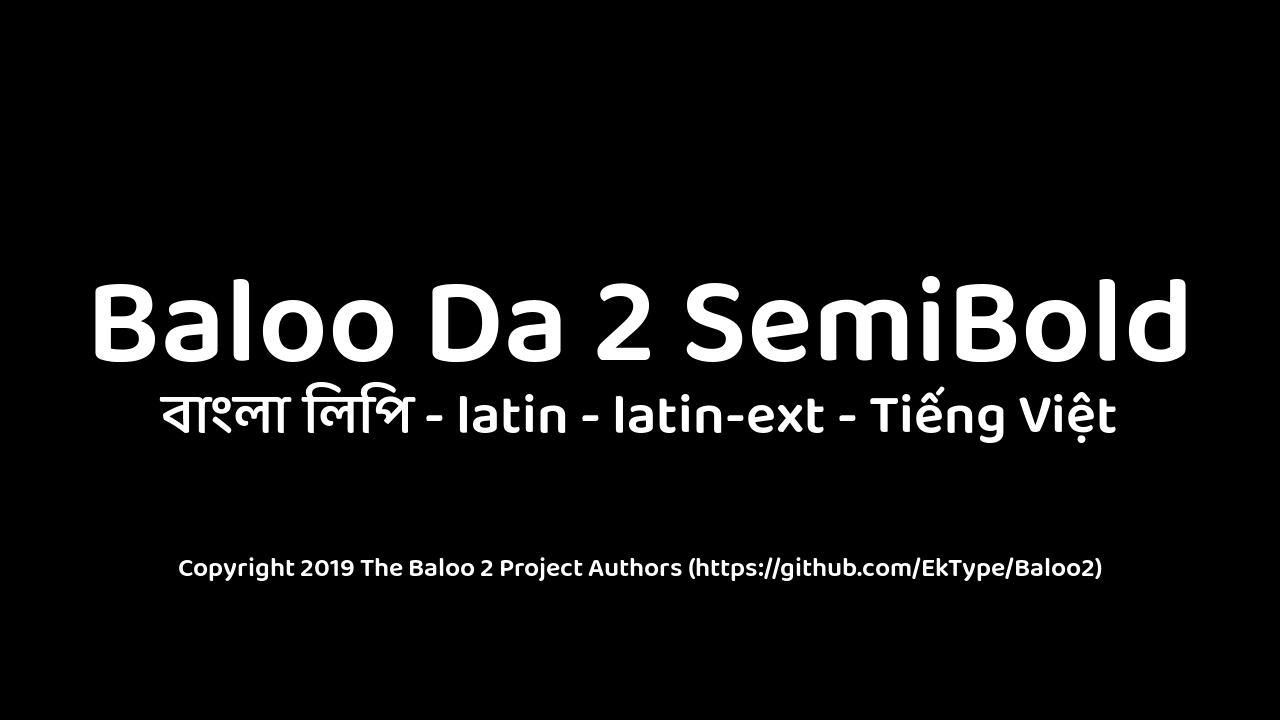 Baloo Da 2 SemiBold
বাংলা লিপি - latin - latin-ext - Tiếng Việt
Copyright 2019 The Baloo 2 Project Authors (https://github.com/EkType/Baloo2)